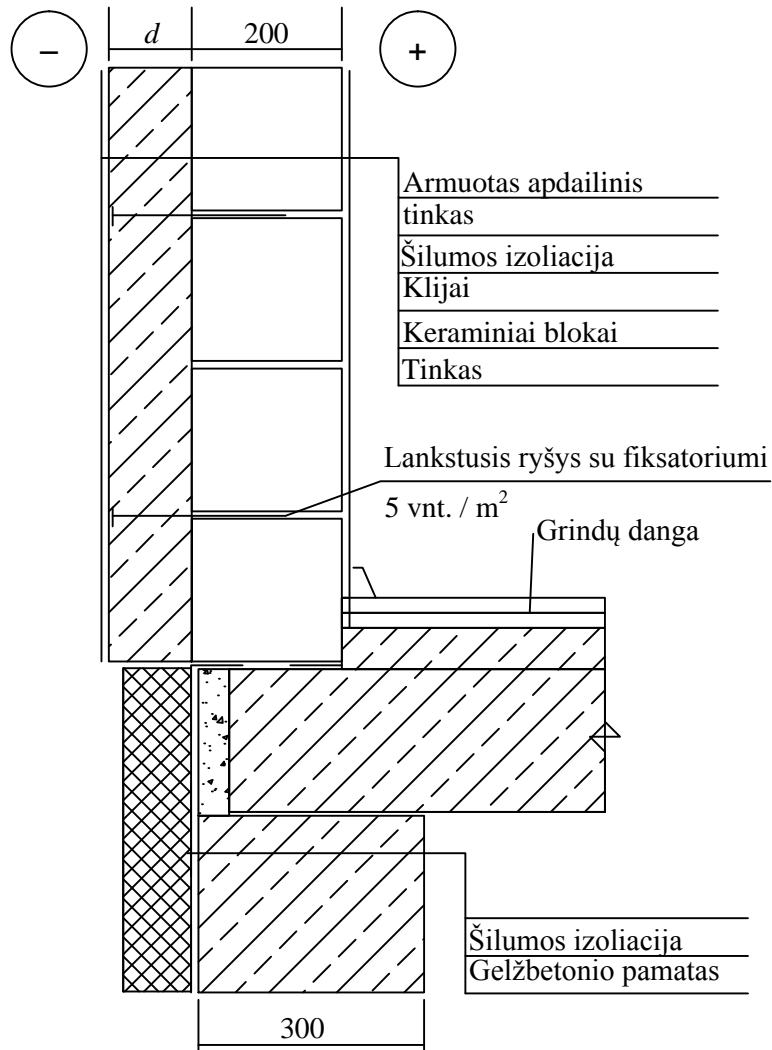 − d 200 +
Armuotas apdailinis
tinkas
Šilumos izoliacija
Klijai
Keraminiai blokai
Tinkas
Lankstusis ryšys su fiksatoriumi
5 vnt. / m²
Grindų danga
Šilumos izoliacija
Gelžbetonio pamatas
300